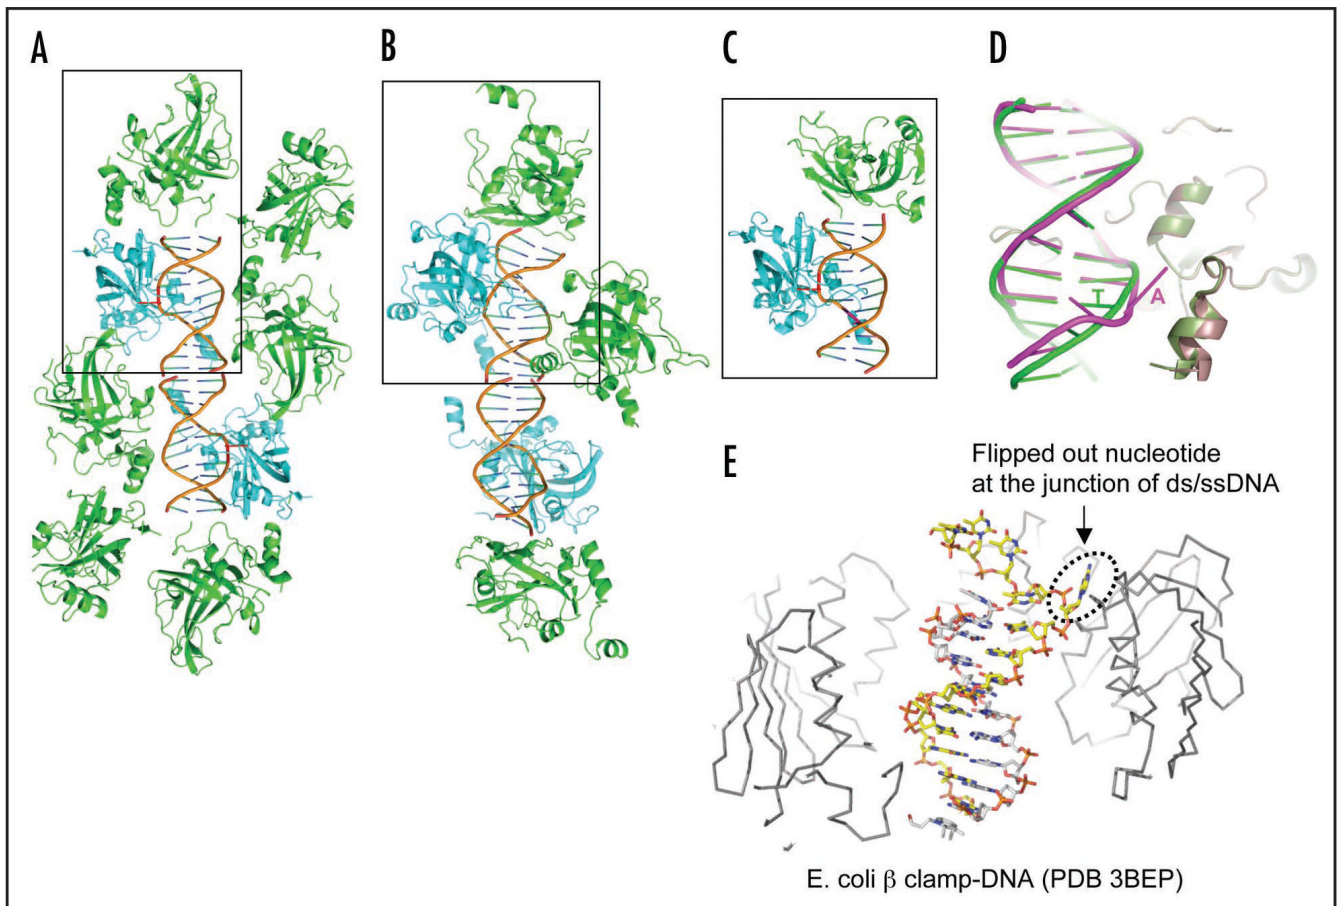 A
B
C
D
T
A
E
Flipped out nucleotide
at the junction of ds/ssDNA
E. coli β clamp-DNA (PDB 3BEP)